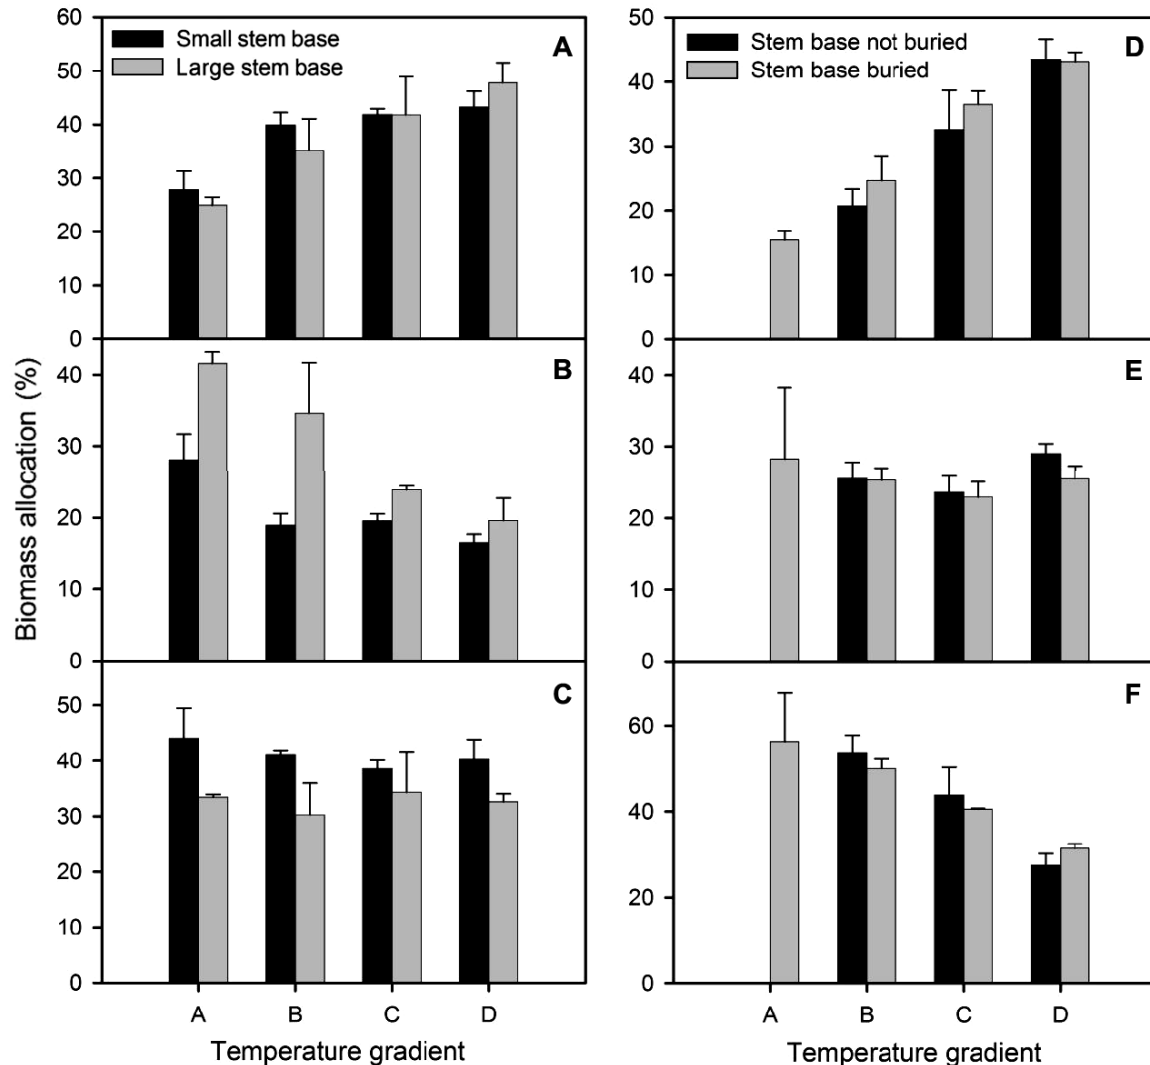 Biomass allocation (%)
60
50
40
30
20
10
0
Small stem base
Large stem base
A
40
30
20
10
0
B
50
40
30
20
10
0
C
A B C D
Temperature gradient
50
40
30
20
10
0
Stem base not buried
Stem base buried
D
40
30
20
10
0
E
60
40
20
0
F
A B C D
Temperature gradient